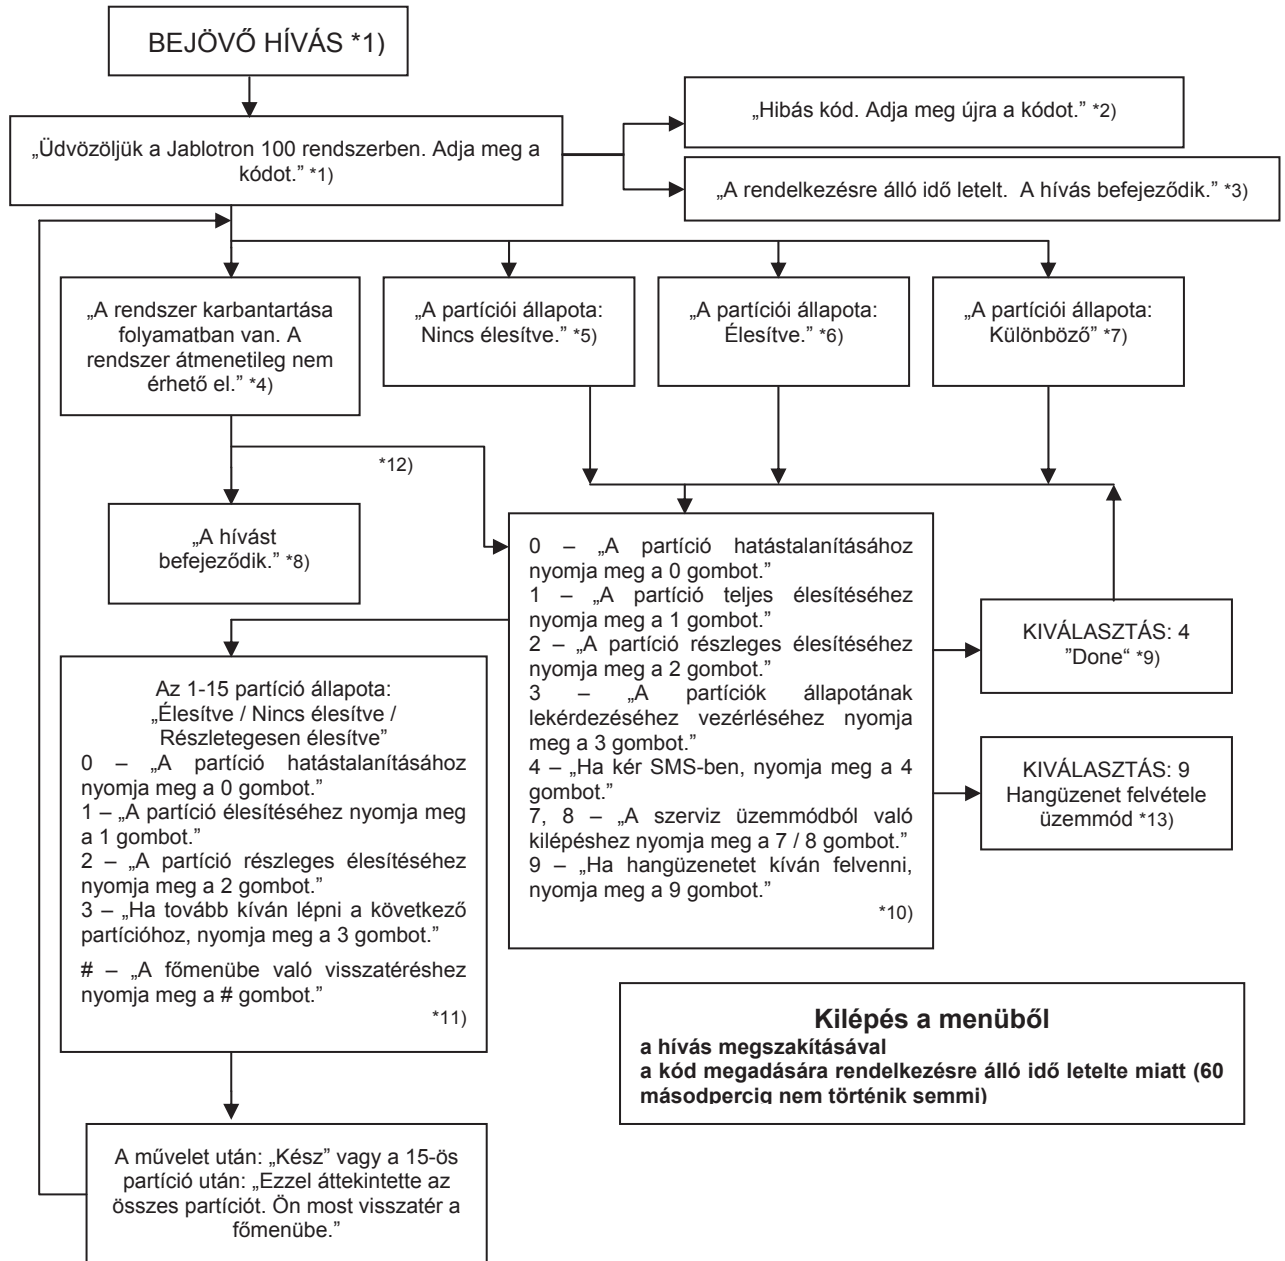 BEJÖVŐ HÍVÁS *1)
„Üdvözöljük a Jablotron 100 rendszerben. Adja meg a
kódot.” *1)
„Hibás kód. Adja meg újra a kódot.” *2)
„A rendelkezésre álló idő letelt. A hívás befejeződik.” *3)
„A rendszer karbantartása
folyamatban van. A
rendszer átmenetileg nem
érhető el.” *4)
„A partíciói állapota:
Nincs élesítve.” *5)
„A partíciói állapota:
Élesítve.” *6)
„A partíciói állapota:
Különböző” *7)
*12)
„A hívást
befejeződik.” *8)
0 – „A partíció hatástalanításához
nyomja meg a 0 gombot.”
1 – „A partíció teljes élesítéséhez
nyomja meg a 1 gombot.”
2 – „A partíció részleges élesítéséhez
nyomja meg a 2 gombot.”
3 – „A partíciók állapotának
lekérdezéséhez vezérléséhez nyomja
meg a 3 gombot.”
4 – „Ha kér SMS-ben, nyomja meg a 4
gombot.”
7, 8 – „A szerviz üzemmódból való
kilépéshez nyomja meg a 7 / 8 gombot.”
9 – „Ha hangüzenetet kíván felvenni,
nyomja meg a 9 gombot.”
*10)
KIVÁLASZTÁS: 4
”Done“ *9)
KIVÁLASZTÁS: 9
Hangüzenet felvétele
üzemmód *13)
Az 1-15 partíció állapota:
„Élesítve / Nincs élesítve /
Részletegesen élesítve”
0 – „A partíció hatástalanításához
nyomja meg a 0 gombot.”
1 – „A partíció élesítéséhez nyomja meg
a 1 gombot.”
2 – „A partíció részleges élesítéséhez
nyomja meg a 2 gombot.”
3 – „Ha tovább kíván lépni a következő
partícióhoz, nyomja meg a 3 gombot.”
# – „A főmenübe való visszatéréshez
nyomja meg a # gombot.”
*11)
Kilépés a menüből
a hívás megszakításával
a kód megadására rendelkezésre álló idő letelte miatt (60
másodpercig nem történik semmi)
A művelet után: „Kész” vagy a 15-ös
partíció után: „Ezzel áttekintette az
összes partíciót. Ön most visszatér a
főmenübe.”